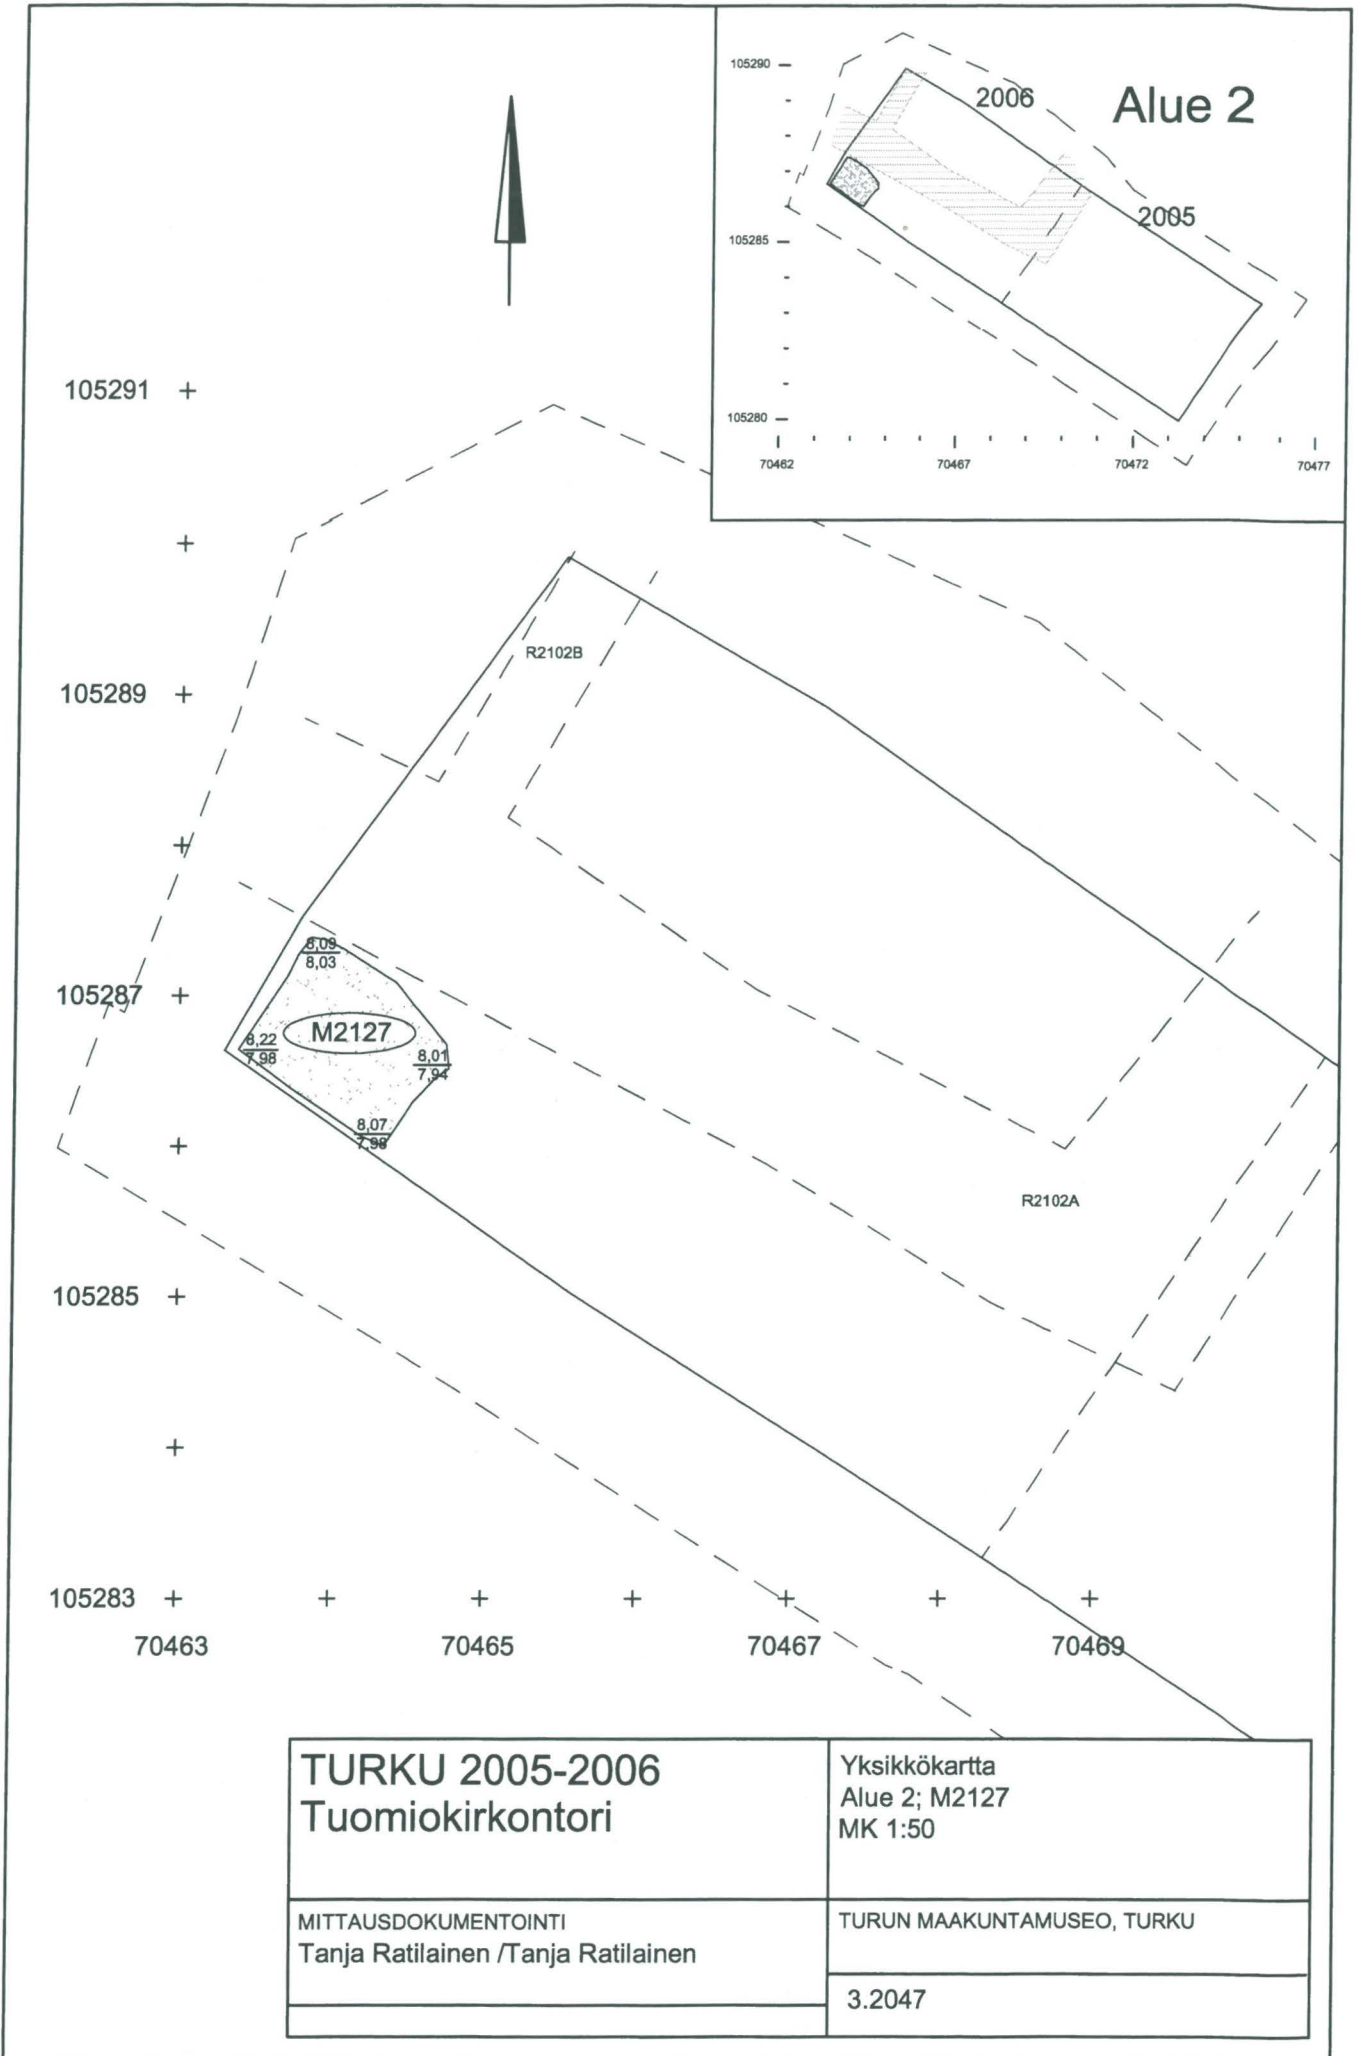 105290
2006
Alue 2
2005
105285
105280
70462
70467
70472
70477
105291
R2102B
105289
8,09
8,03
105287
M2127
8,22
7,98
8,01
7,94
8,07
7,98
R2102A
105285
105283
70463
70465
70467
70469
TURKU 2005-2006
Tuomiokirkontori
Yksikkökartta
Alue 2; M2127
MK 1:50
MITTAUSDOKUMENTOINTI
Tanja Ratilainen /Tanja Ratilainen
TURUN MAAKUNTAMUSEO, TURKU
3.2047